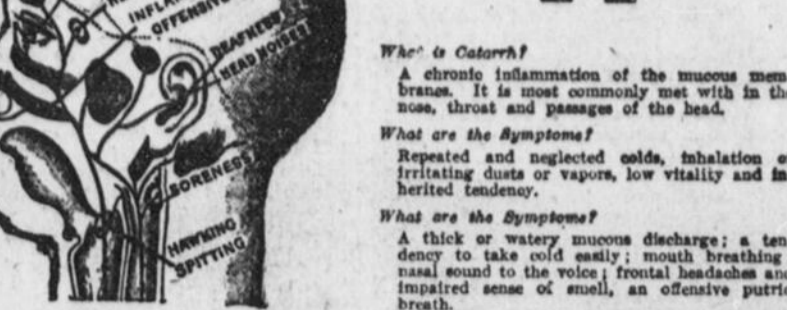 INFLA
OFFENSIVE
DEAFNESS
HEAD NOISES
SORENESS
HAWKING
SPITTING
What is Catarrh?
A chronic inflammation of the mucous mem
branes. It is most commonly met with in th
nose, throat and passages of the head.
What are the Symptoms?
Repeated and neglected colds, inhalation o
irritating dusts or vapors, low vitality and in
herited tendency.
What are the Symptoms?
A thick or watery mucous discharge; a ten
dency to take cold easily; mouth breathing
nasal sound to the voice; frontal headaches and
impaired sense of smell, an offensive putric
breath.